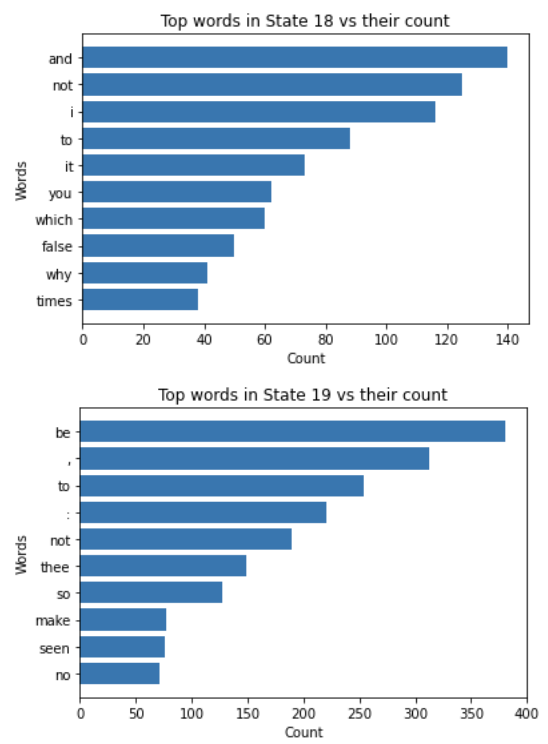 Top words in State 18 vs their count
and
not
i
to
it
you
which
false
why
times
Words
0 20 40 60 80 100 120 140
Count
Top words in State 19 vs their count
be
,
to
:
not
thee
so
make
seen
no
Words
0 50 100 150 200 250 300 350 400
Count